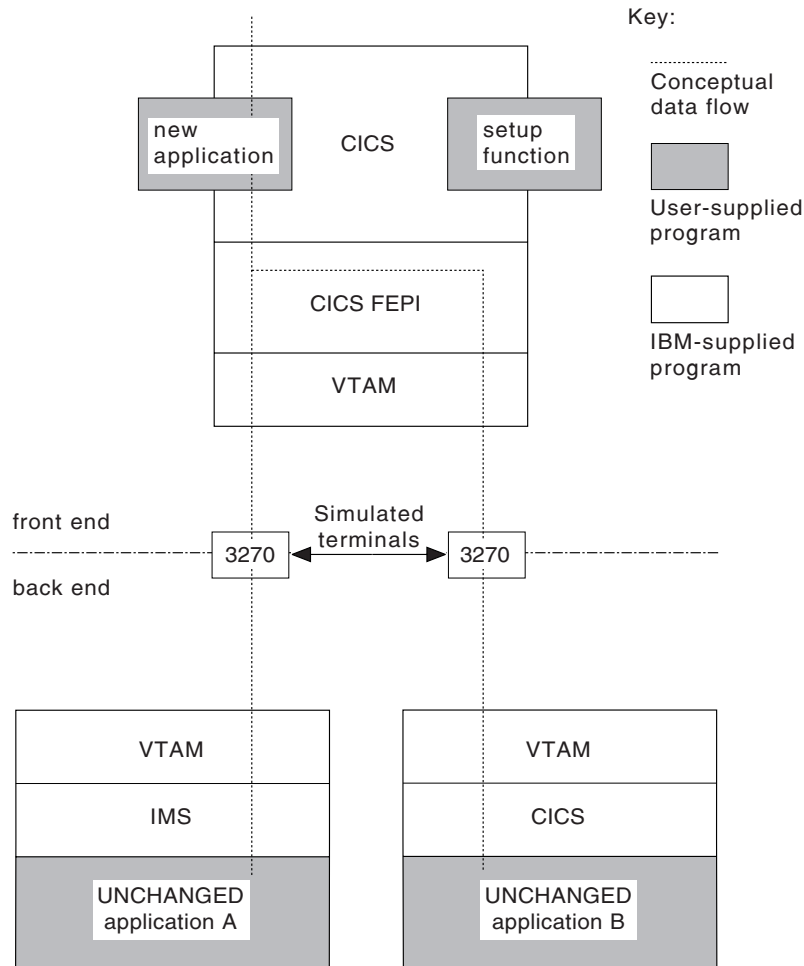 Key:
Conceptual
data flow
User-supplied
program
IBM-supplied
program
new
application
CICS
setup
function
CICS FEPI
VTAM
front end
back end
Simulated
terminals
3270
3270
VTAM
IMS
UNCHANGED
application A
VTAM
CICS
UNCHANGED
application B